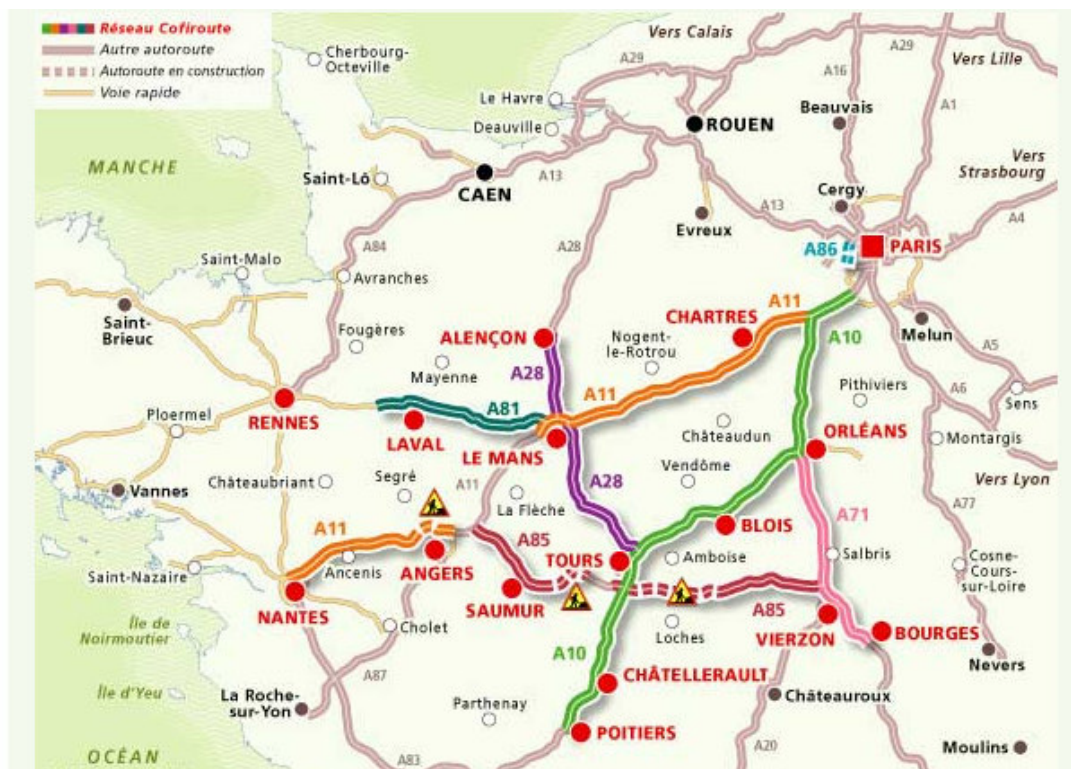 Réseau Cofiroute
Autre autoroute
Autoroute en construction
Voie rapide
Vers Calais
A29
Vers Lille
A16
A1
A29
Cherbourg-
Octeville
Le Havre
Deauville
Beauvais
ROUEN
MANCHE
Saint-Lô
CAEN
A13
Vers
Strasbourg
Cergy
A13
A4
Evreux
A86
PARIS
A84
A28
Saint-Malo
Avranches
Saint-
Brieuc
Fougères
ALENÇON
Nogent-
le-Rotrou
CHARTRES
A11
A10
Melun
A5
Mayenne
A28
A11
Pithiviers
A6
Sens
Ploermel
RENNES
A81
LAVAL
LE MANS
Châteaudun
ORLÉANS
Montargis
Vannes
Châteaubriant
Segré
A11
La Flèche
A28
Vendôme
Vers Lyon
A77
A11
A85
BLOIS
A71
TOURS
Amboise
Salbris
Cosne-
Cours-
sur-Loire
Saint-Nazaire
Ancenis
ANGERS
NANTES
SAUMUR
A85
Loches
VIERZON
BOURGES
Île de
Noirmoutier
Cholet
A10
Nevers
Île d'Yeu
A87
CHÂTELLERAULT
La Roche-
sur-Yon
Parthenay
Châteauroux
POITIERS
OCÉAN
A83
A20
Moulins